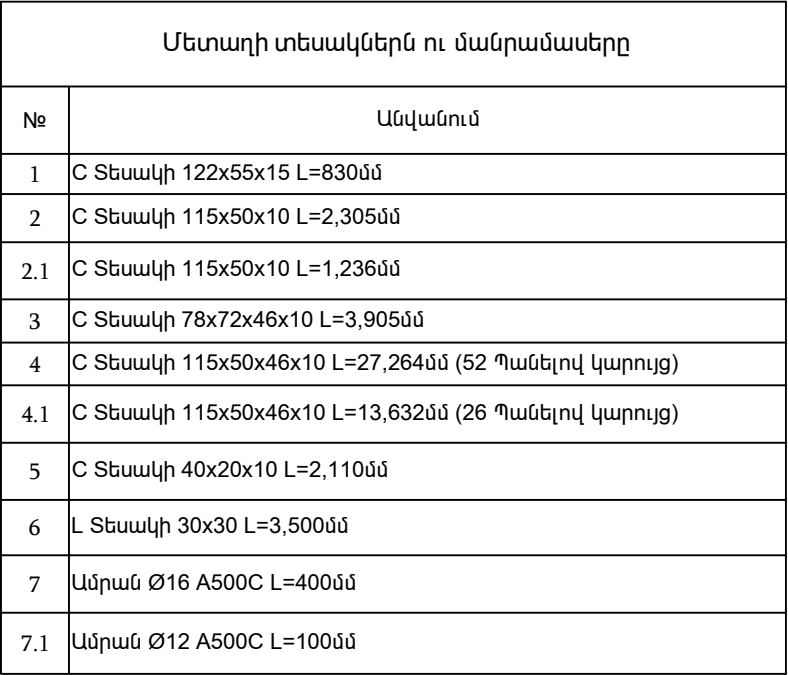 Մետաղի տեսակներն ու մանրամասերը
№ Անվանում
1 C Տեսակի 122x55x15 L=830մմ
2 C Տեսակի 115x50x10 L=2,305մմ
2.1 C Տեսակի 115x50x10 L=1,236մմ
3 C Տեսակի 78x72x46x10 L=3,905մմ
4 C Տեսակի 115x50x46x10 L=27,264մմ (52 Պանելով կարույց)
4.1 C Տեսակի 115x50x46x10 L=13,632մմ (26 Պանելով կարույց)
5 C Տեսակի 40x20x10 L=2,110մմ
6 L Տեսակի 30x30 L=3,500մմ
7 Ամրան Ø16 A500C L=400մմ
7.1 Ամրան Ø12 A500C L=100մմ